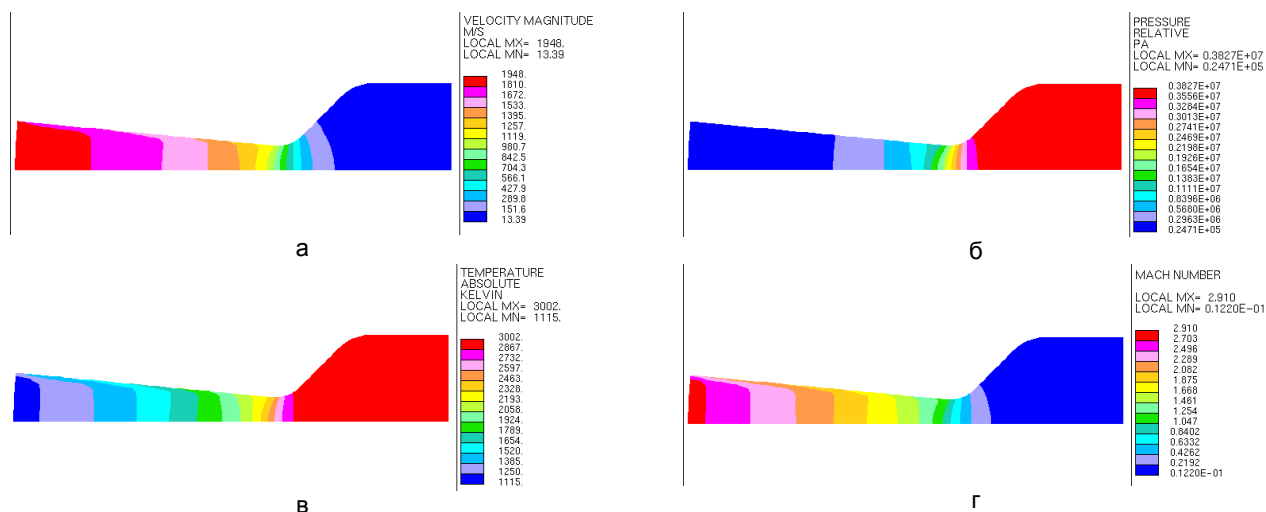 VELOCITY MAGNITUDE
M/S
LOCAL MX= 1948.
LOCAL MN= 13.39
1948.
1810.
1672.
1533.
1395.
1257.
1119.
980.7
842.5
704.3
566.1
427.9
289.8
151.6
13.39
а
PRESSURE
RELATIVE
PA
LOCAL MX= 0.3827E+07
LOCAL MN= 0.2471E+05
0.3827E+07
0.3556E+07
0.3284E+07
0.3013E+07
0.2741E+07
0.2469E+07
0.2198E+07
0.1926E+07
0.1654E+07
0.1383E+07
0.1111E+07
0.8396E+06
0.5680E+06
0.2963E+06
0.2471E+05
б
TEMPERATURE
ABSOLUTE
KELVIN
LOCAL MX= 3002.
LOCAL MN= 1115.
3002.
2867.
2732.
2597.
2463.
2328.
2193.
2058.
1924.
1789.
1654.
1520.
1385.
1250.
1115.
в
MACH NUMBER
LOCAL MX= 2.910
LOCAL MN= 0.1220E-01
2.910
2.703
2.496
2.289
2.082
1.875
1.668
1.461
1.254
1.047
0.8402
0.6332
0.4262
0.2192
0.1220E-01
г